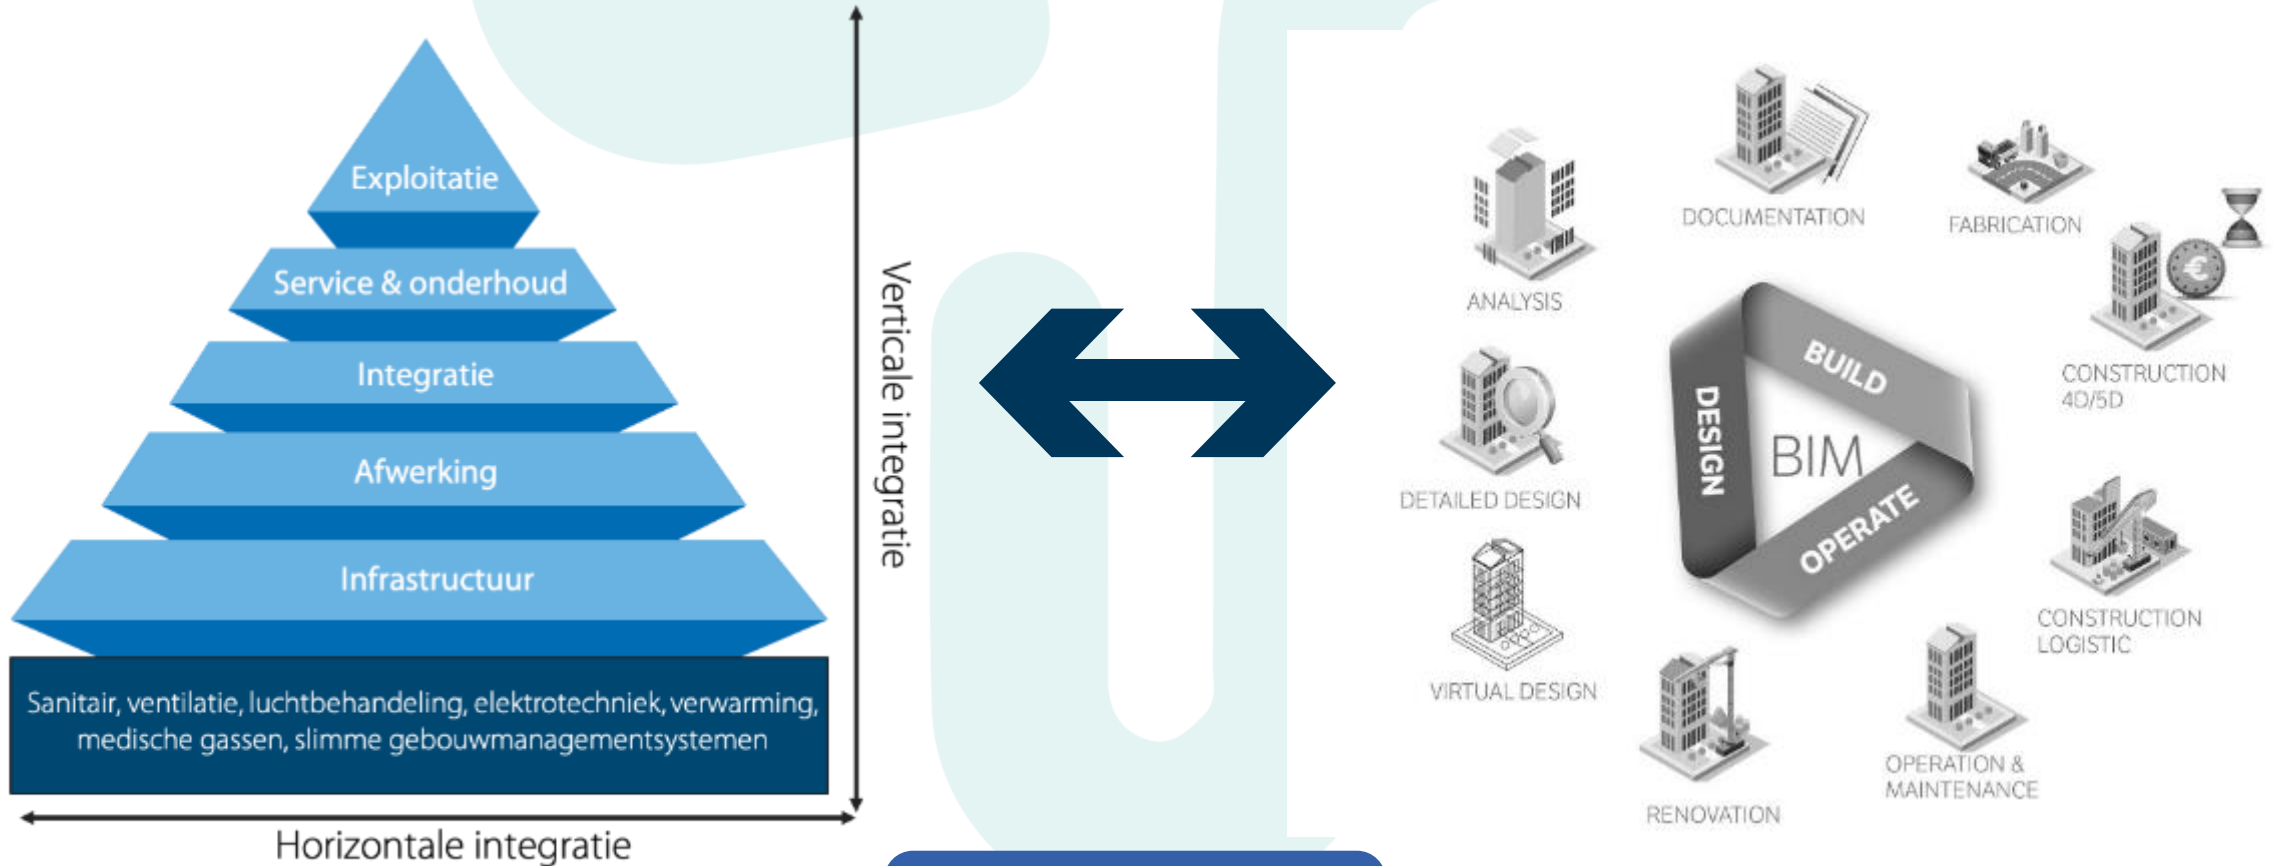 Exploitatie
Service & onderhoud
Integratie
Afwerking
Infrastructuur
Sanitair, ventilatie, luchtbehandeling, elektrotechniek, verwarming,
medische gassen, slimme gebouwmanagementsystemen
Horizontale integratie
Verticale integratie
DOCUMENTATION
FABRICATION
ANALYSIS
CONSTRUCTION
4D/5D
€
DETAILED DESIGN
DESIGN
BUILD
BIM
OPERATE
CONSTRUCTION
LOGISTIC
VIRTUAL DESIGN
OPERATION &
MAINTENANCE
RENOVATION